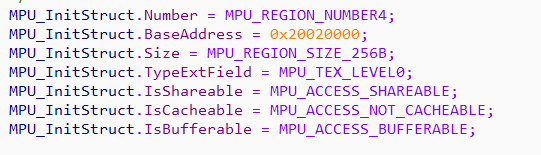 MPU_InitStruct.Number = MPU_REGION_NUMBER4;
MPU_InitStruct.BaseAddress = 0x20020000;
MPU_InitStruct.Size = MPU_REGION_SIZE_256B;
MPU_InitStruct.TypeExtField = MPU_TEX_LEVEL0;
MPU_InitStruct.IsShareable = MPU_ACCESS_SHAREABLE;
MPU_InitStruct.IsCacheable = MPU_ACCESS_NOT_CACHEABLE;
MPU_InitStruct.IsBufferable = MPU_ACCESS_BUFFERABLE;